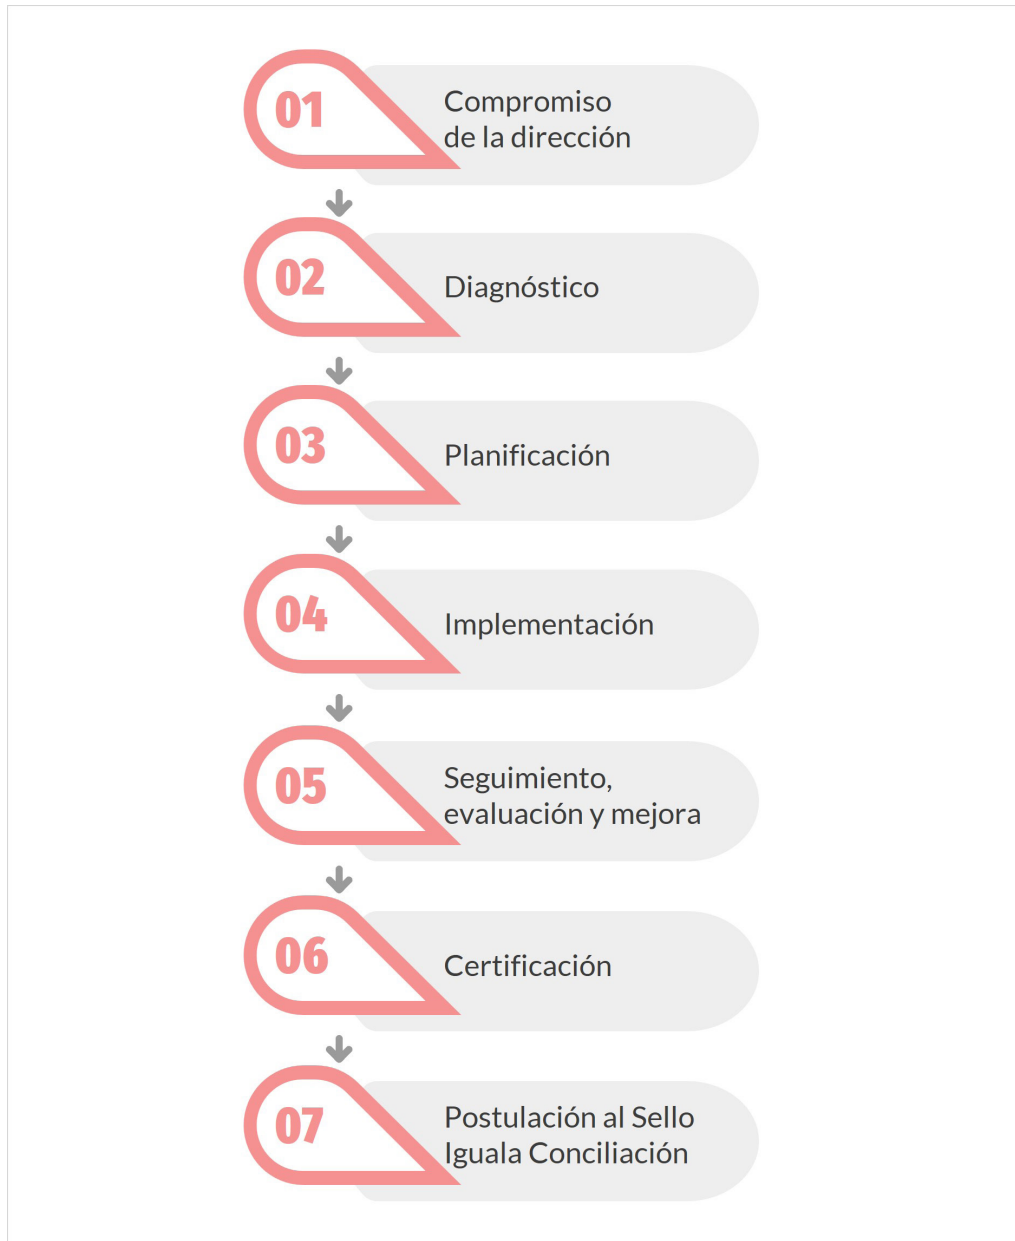 01
Compromiso
de la dirección
02
Diagnóstico
03
Planificación
04
Implementación
05
Seguimiento,
evaluación y mejora
06
Certificación
07
Postulación al Sello
Iguala Conciliación